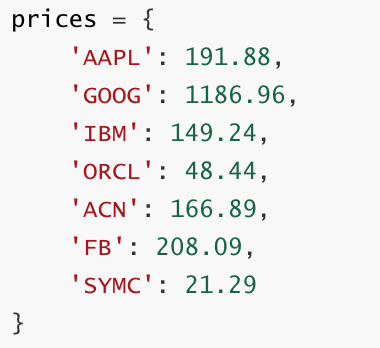 prices = {
    'AAPL': 191.88,
    'GOOG': 1186.96,
    'IBM': 149.24,
    'ORCL': 48.44,
    'ACN': 166.89,
    'FB': 208.09,
    'SYMC': 21.29
}